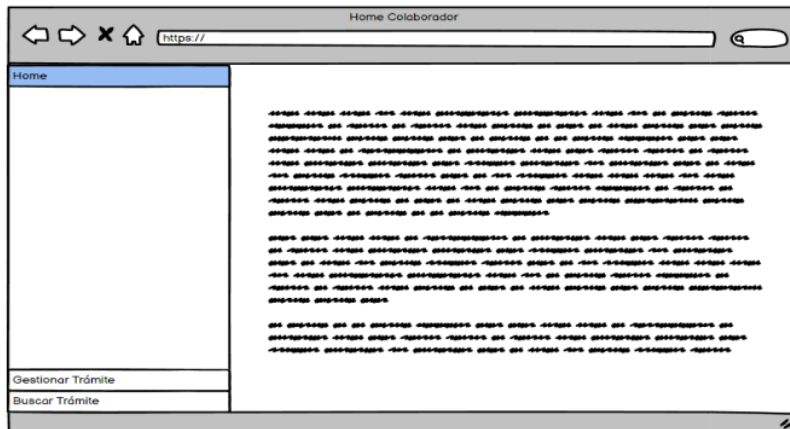 Home Colaborador
https://
Home
Gestionar Trámite
Buscar Trámite